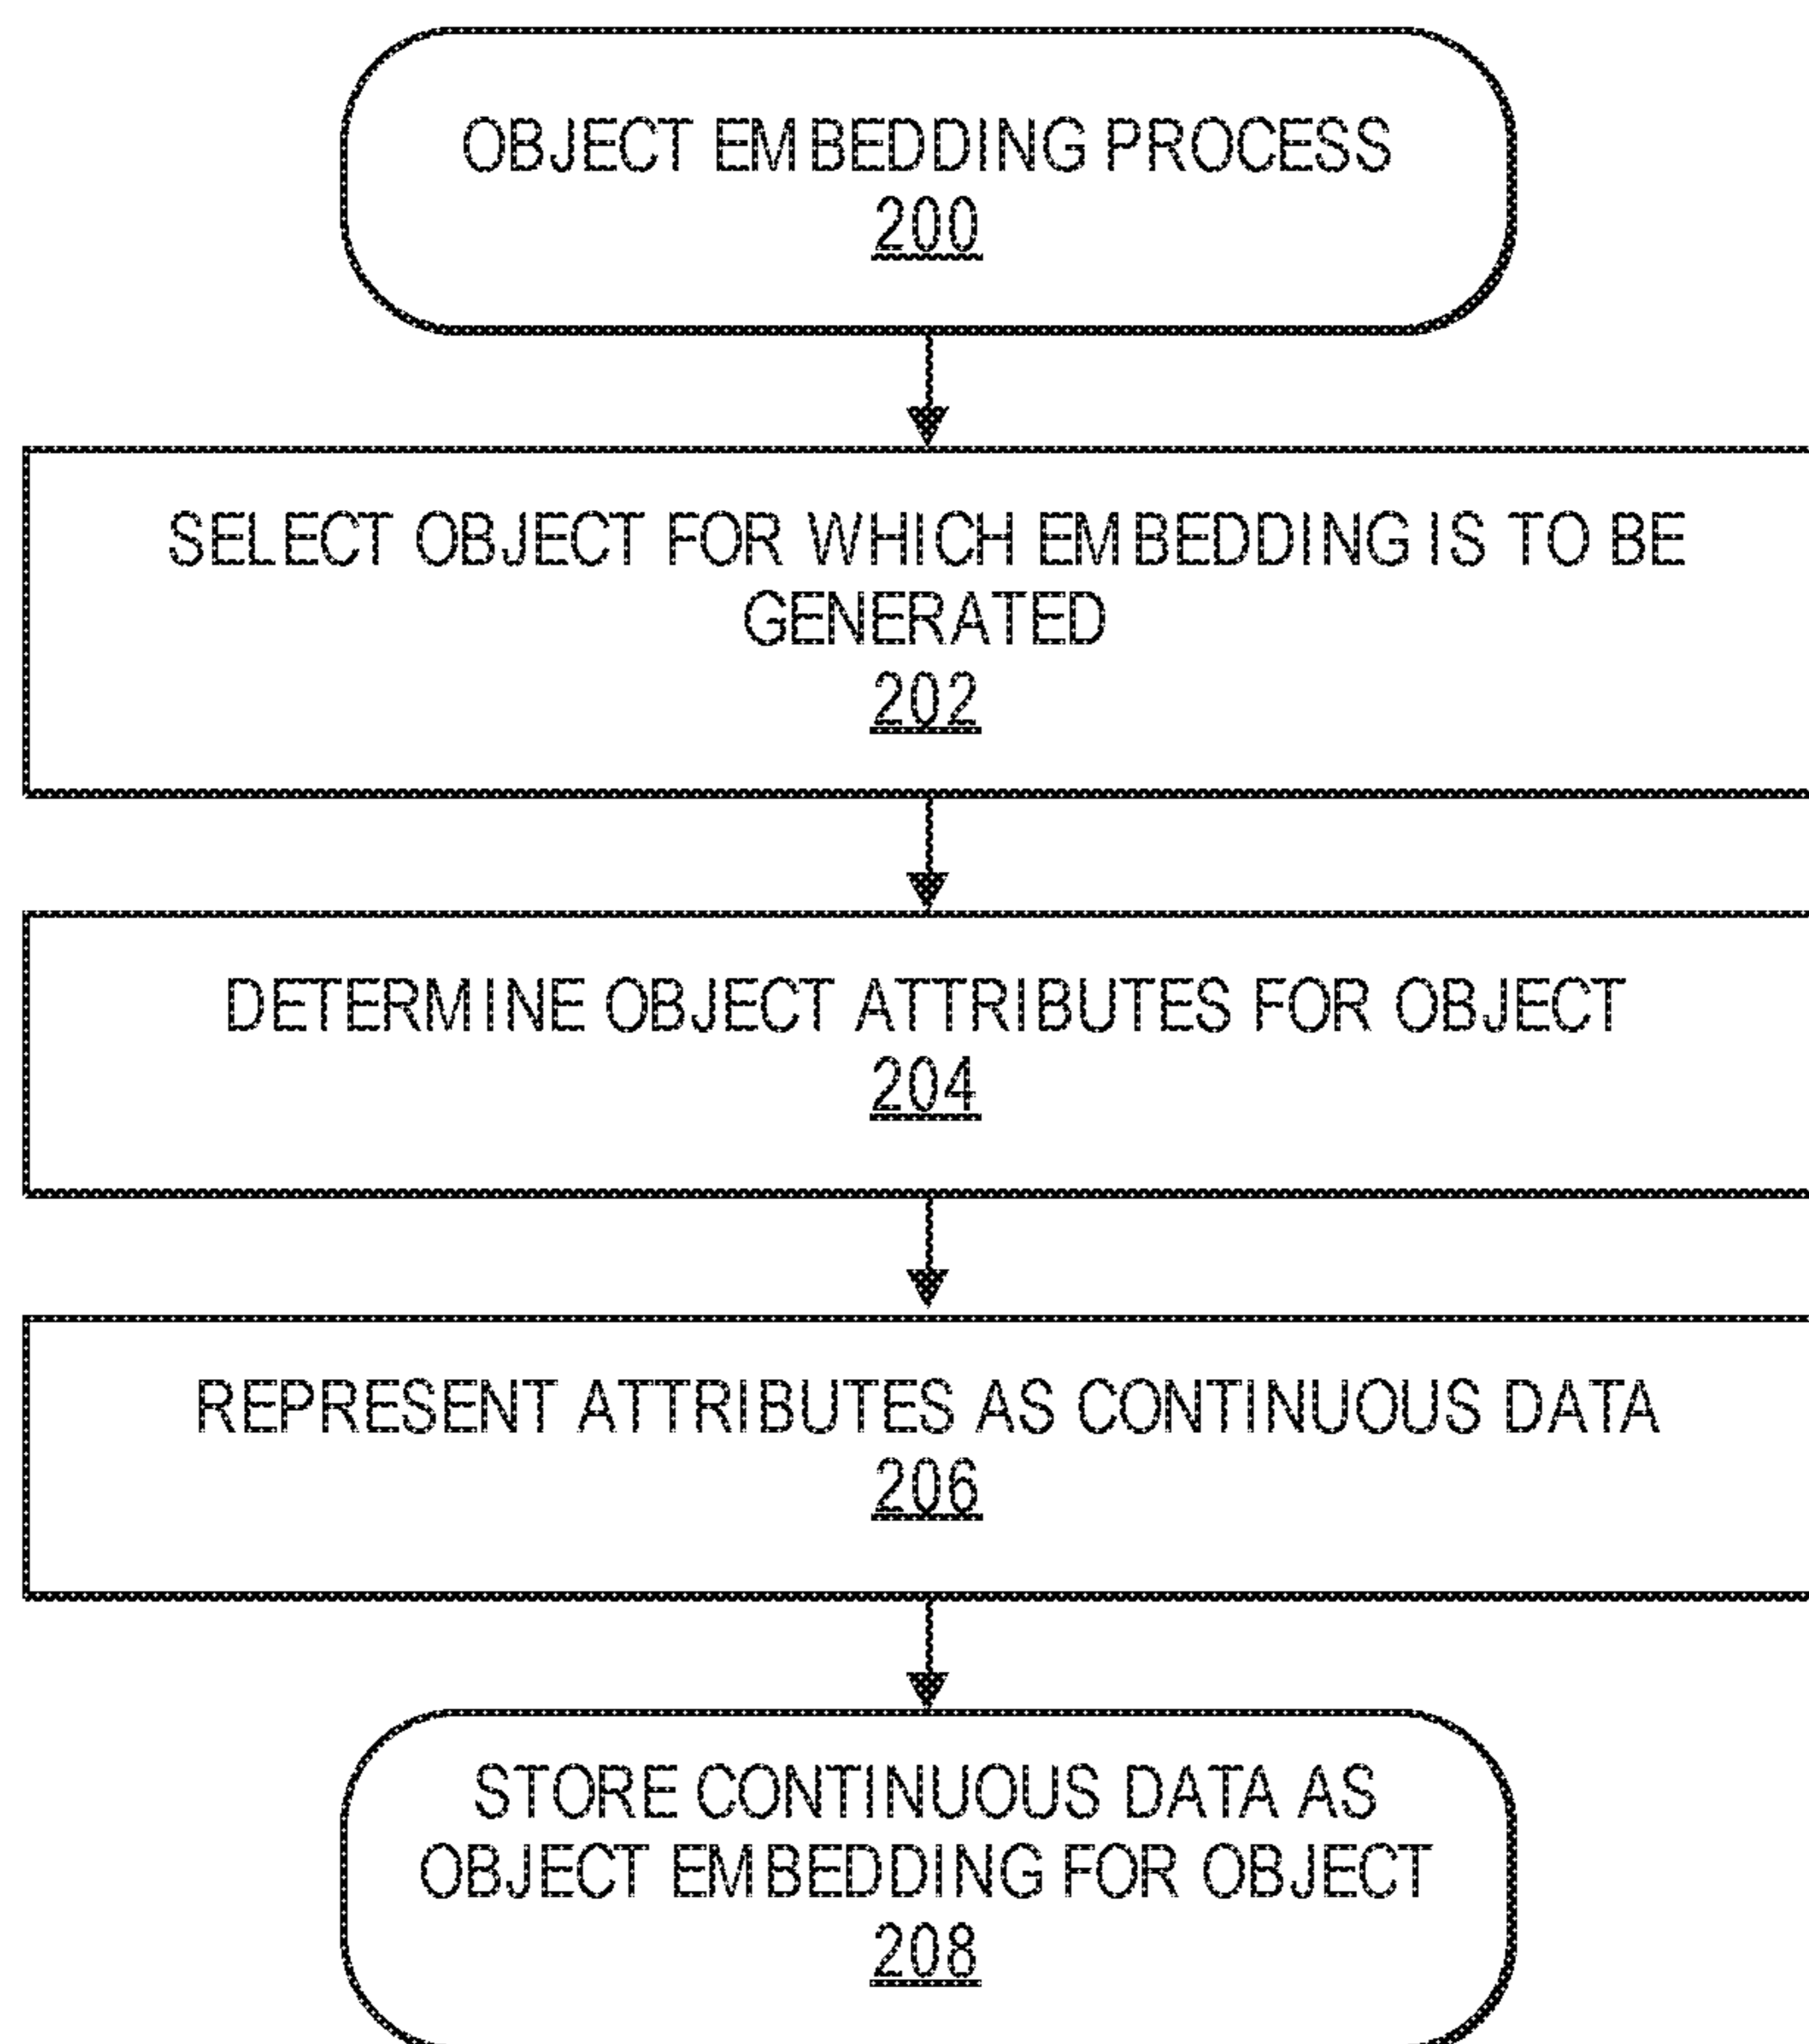 OBJECT EMBEDDING PROCESS
200
SELECT OBJECT FOR WHICH EMBEDDING IS TO BE
GENERATED
202
DETERMINE OBJECT ATTRIBUTES FOR OBJECT
204
REPRESENT ATTRIBUTES AS CONTINUOUS DATA
206
STORE CONTINUOUS DATA AS
OBJECT EMBEDDING FOR OBJECT
208